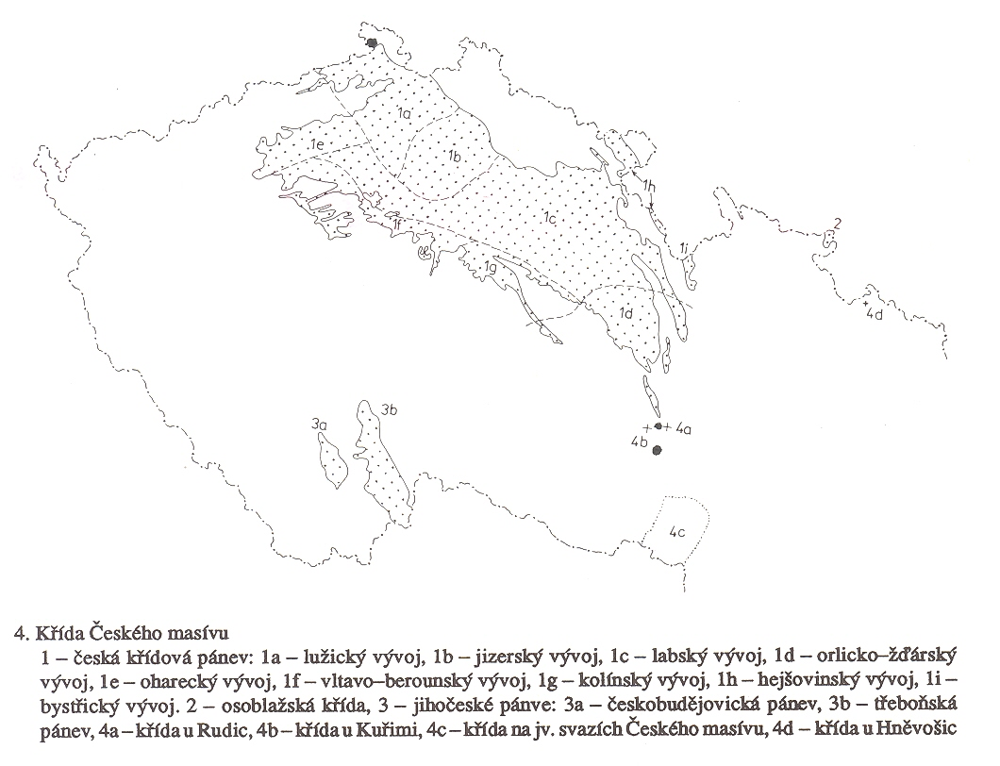 1a
1e
1b
1h
1c
2
1f
1i
1g
4d
1d
3b
3a
4a
4b
4c
4. Křída Českého masívu
1 – česká křídová pánev: 1a – lužický vývoj, 1b – jizerský vývoj, 1c – labský vývoj, 1d – orlicko–žďárský
vývoj, 1e – oharecký vývoj, 1f – vltavo–berounský vývoj, 1g – kolínský vývoj, 1h – hejšovinský vývoj, 1i –
bystřický vývoj. 2 – osoblažská křída, 3 – jihočeské pánve: 3a – českobudějovická pánev, 3b – třeboňská
pánev, 4a – křída u Rudic, 4b – křída u Kuřimi, 4c – křída na jv. svazích Českého masívu, 4d – křída u Hněvošic